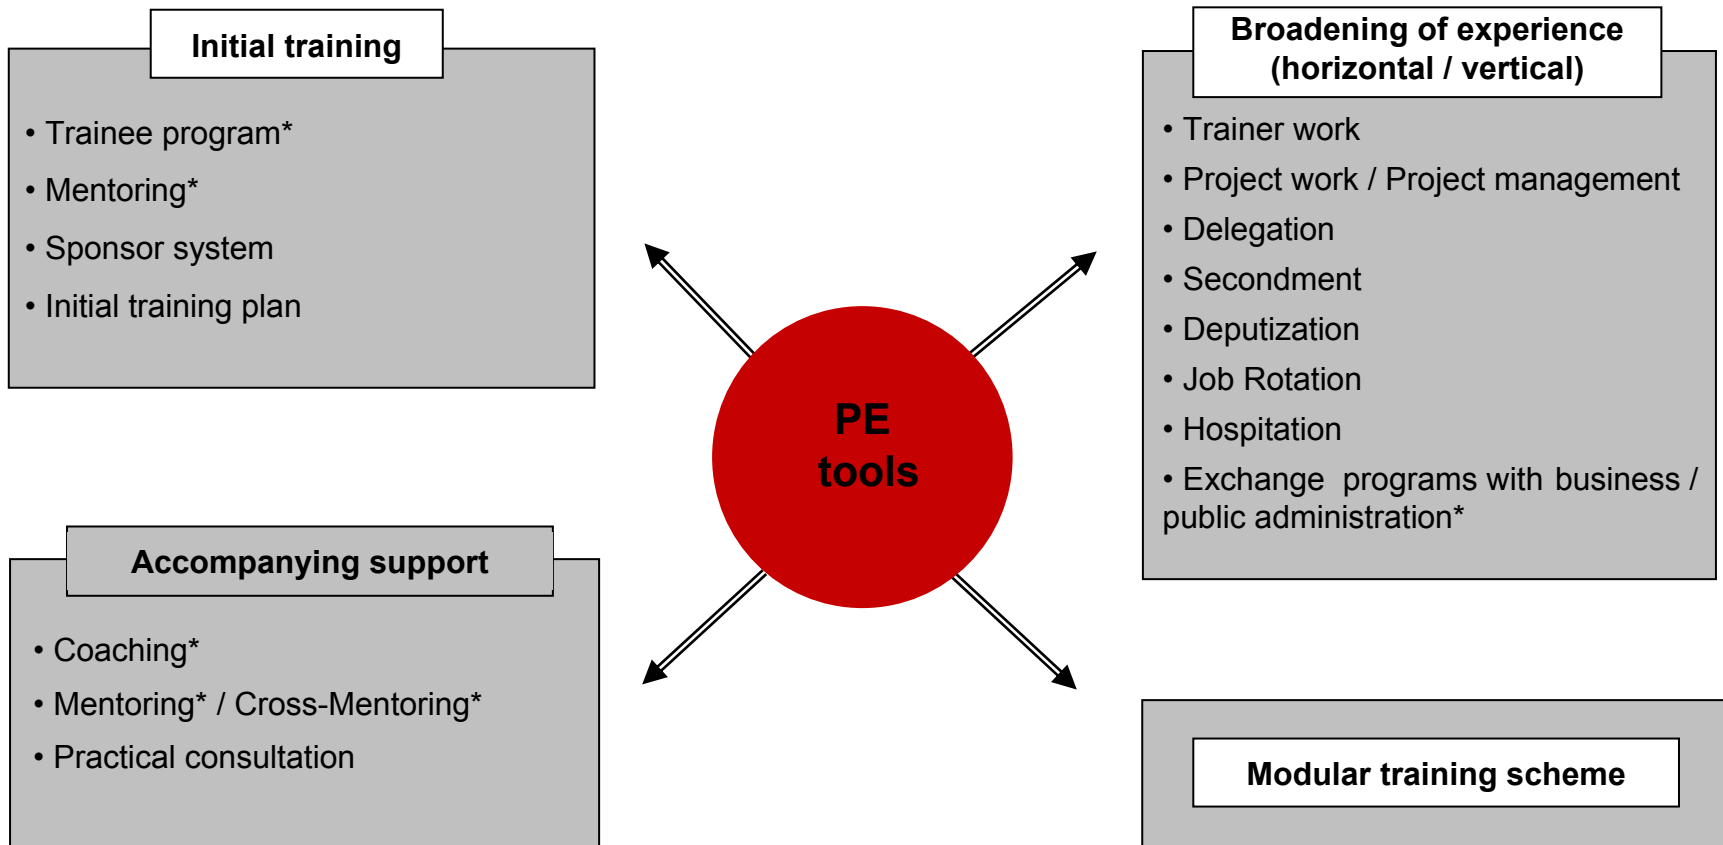 Initial training
• Trainee program*
• Mentoring*
• Sponsor system
• Initial training plan
Broadening of experience
(horizontal / vertical)
• Trainer work
• Project work / Project management
• Delegation
• Secondment
• Deputization
• Job Rotation
• Hospitation
• Exchange programs with business /
public administration*
PE
tools
Accompanying support
• Coaching*
• Mentoring* / Cross-Mentoring*
• Practical consultation
Modular training scheme